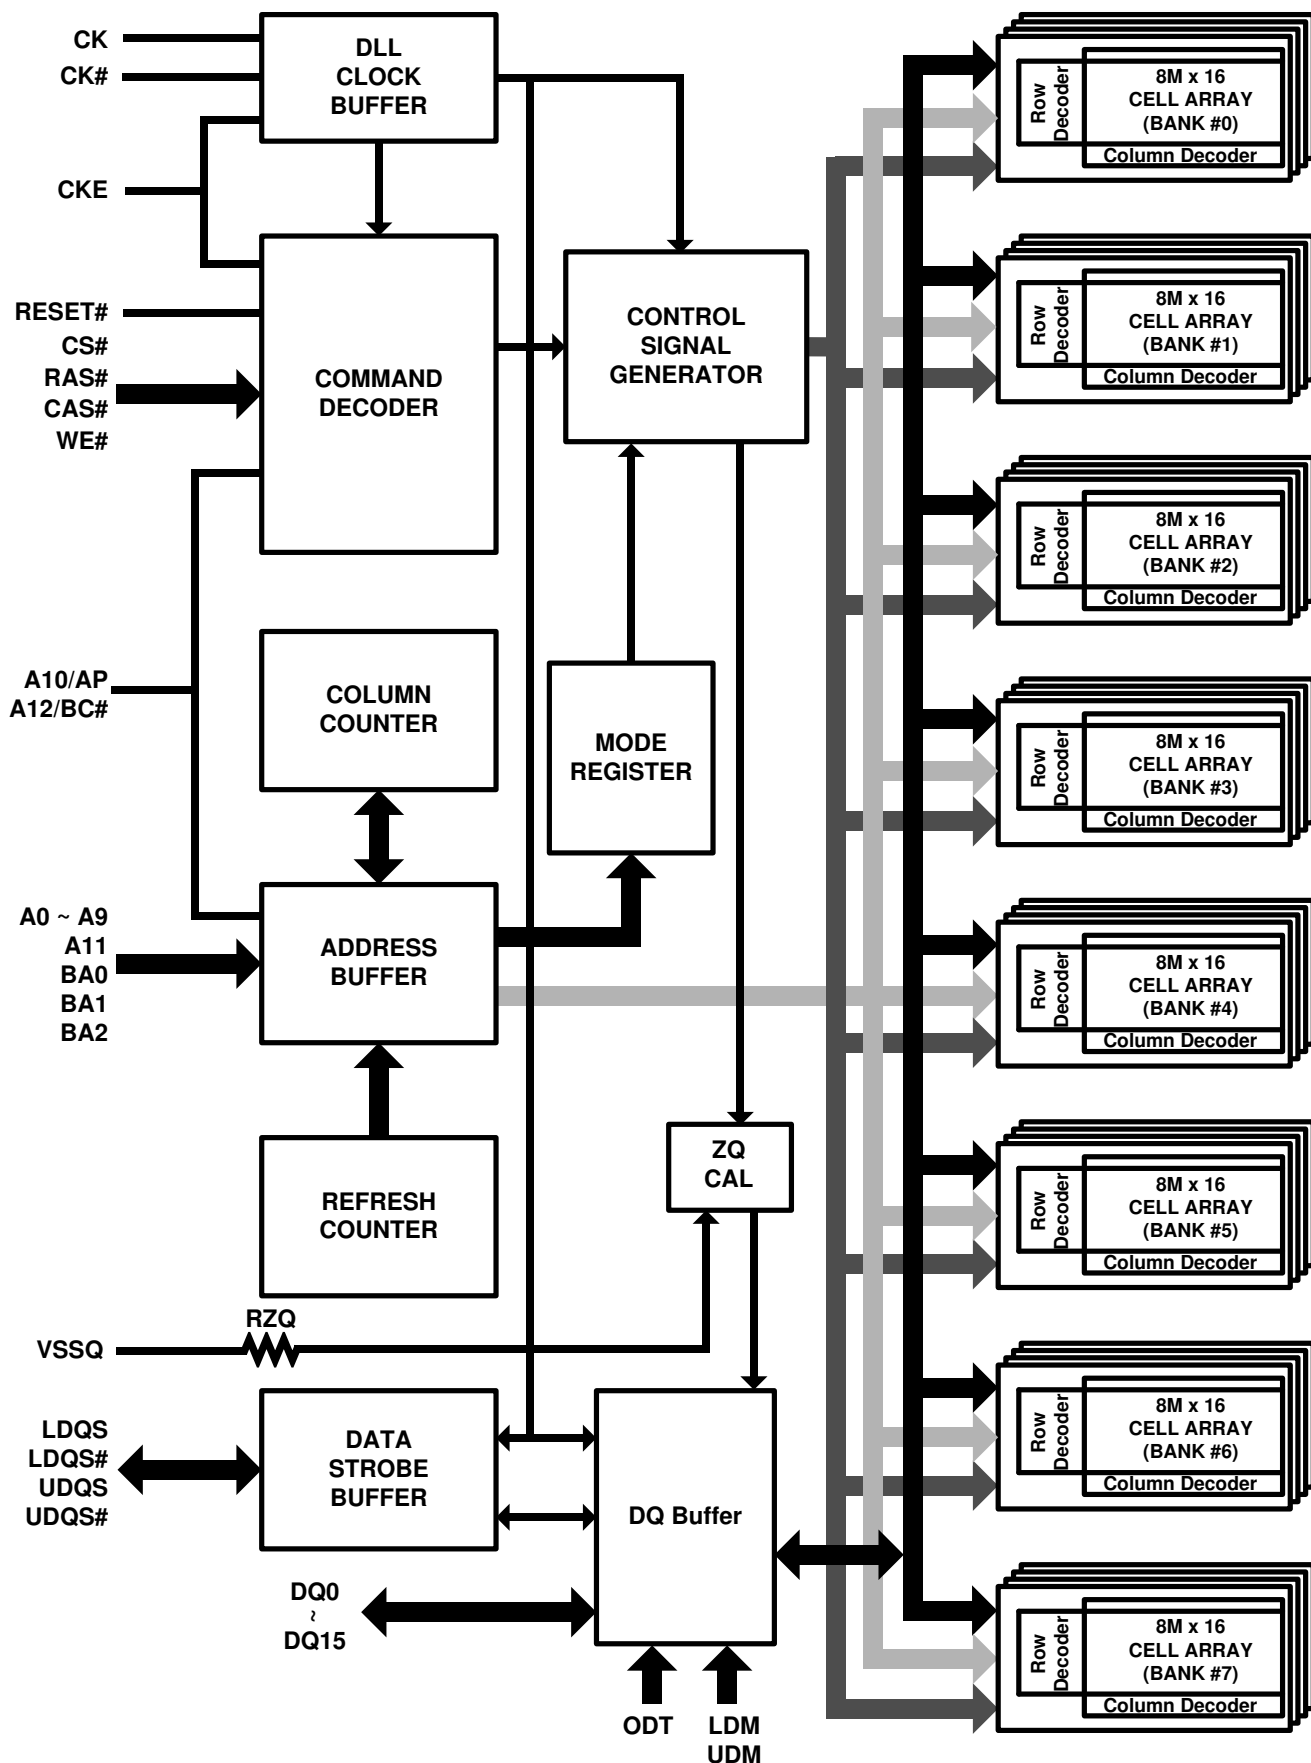 CK
CK#
CKE
RESET#
CS#
RAS#
CAS#
WE#
A10/AP
A12/BC#
A0 ~ A9
A11
BA0
BA1
BA2
VSSQ
RZQ
LDQS
LDQS#
UDQS
UDQS#
DQ0
~
DQ15
DLL
CLOCK
BUFFER
COMMAND
DECODER
COLUMN
COUNTER
ADDRESS
BUFFER
REFRESH
COUNTER
DATA
STROBE
BUFFER
CONTROL
SIGNAL
GENERATOR
MODE
REGISTER
ZQ
CAL
DQ Buffer
ODT
LDM
UDM
Row
Decoder
8M x 16
CELL ARRAY
(BANK #0)
Column Decoder
Row
Decoder
8M x 16
CELL ARRAY
(BANK #1)
Column Decoder
Row
Decoder
8M x 16
CELL ARRAY
(BANK #2)
Column Decoder
Row
Decoder
8M x 16
CELL ARRAY
(BANK #3)
Column Decoder
Row
Decoder
8M x 16
CELL ARRAY
(BANK #4)
Column Decoder
Row
Decoder
8M x 16
CELL ARRAY
(BANK #5)
Column Decoder
Row
Decoder
8M x 16
CELL ARRAY
(BANK #6)
Column Decoder
Row
Decoder
8M x 16
CELL ARRAY
(BANK #7)
Column Decoder